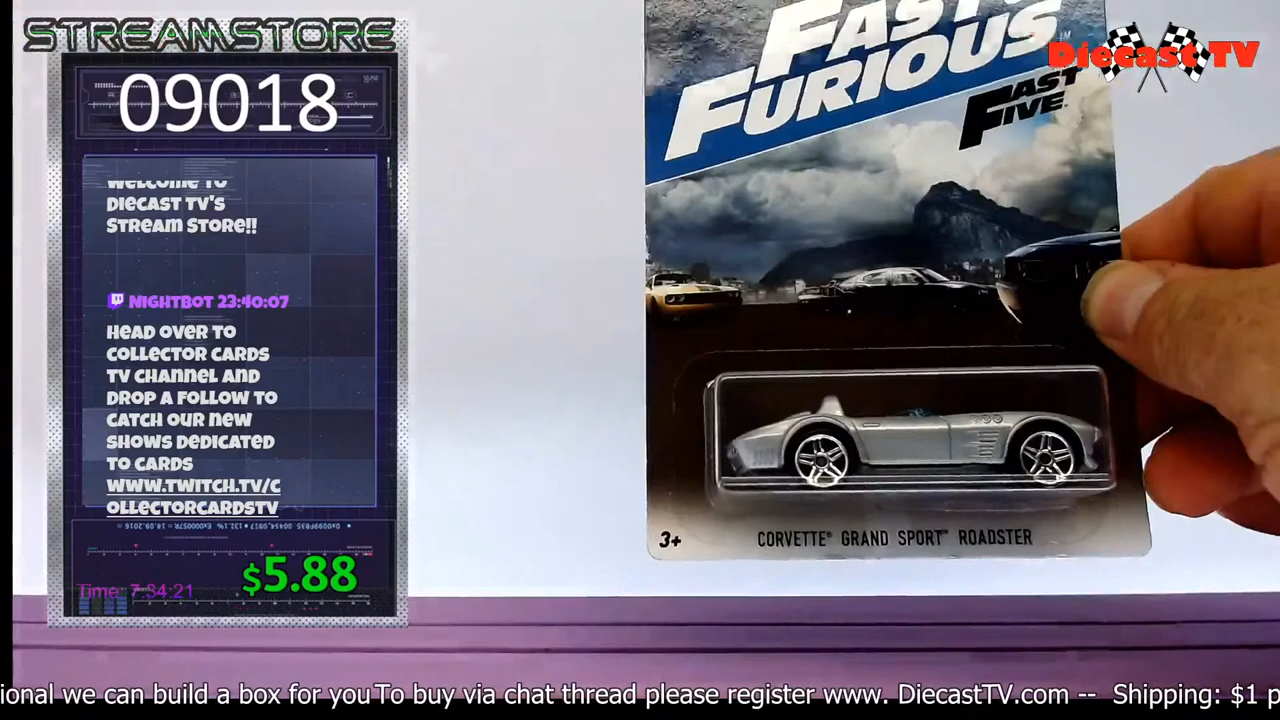 STREAMSTORE
09018
WELCOME TO
DIECAST TV'S
STREAM STORE!!
NIGHTBOT 23:40:07
HEAD OVER TO
COLLECTOR CARDS
TV CHANNEL AND
DROP A FOLLOW TO
CATCH OUR NEW
SHOWS DEDICATED
TO CARDS
WWW.TWITCH.TV/C
OLLECTORCARDSTV
Time: 7:34:21
$5.88
FAST &
FURIOUS
FAST
FIVE
Diecast TV
3+
CORVETTE® GRAND SPORT™ ROADSTER
ional we can build a box for youTo buy via chat thread please register www. DiecastTV.com -- Shipping: $1 p